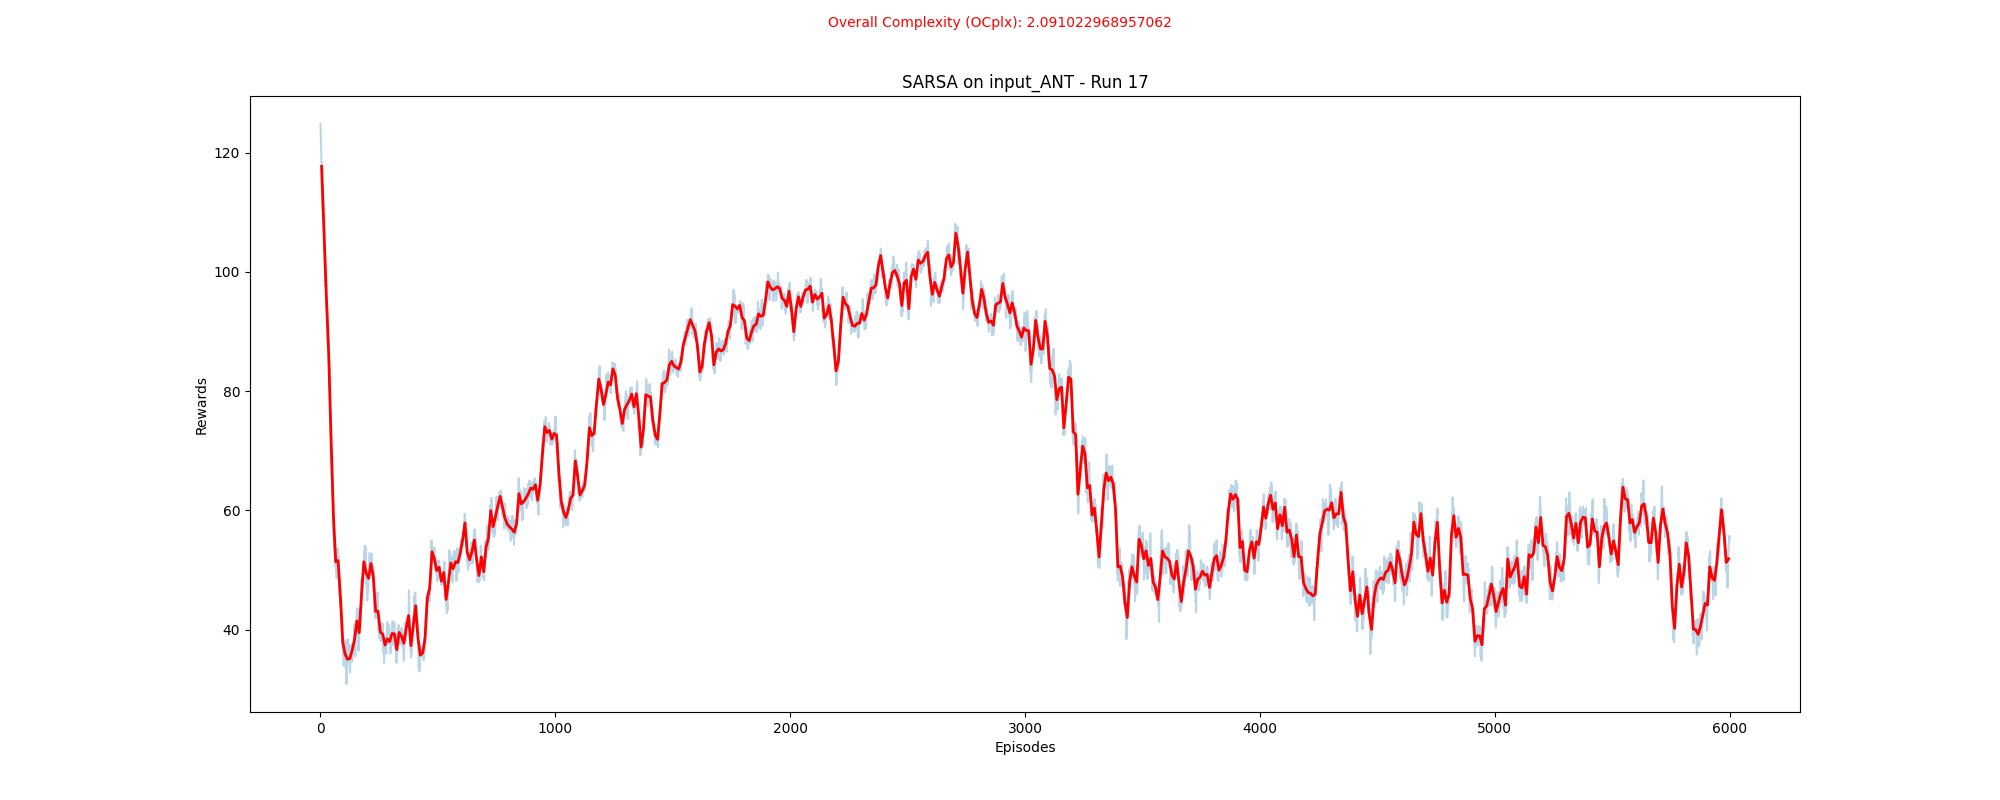 Overall Complexity (OCplx): 2.091022968957062
SARSA on input_ANT - Run 17
120
100
80
60
40
Rewards
0 1000 2000 3000 4000 5000 6000
Episodes